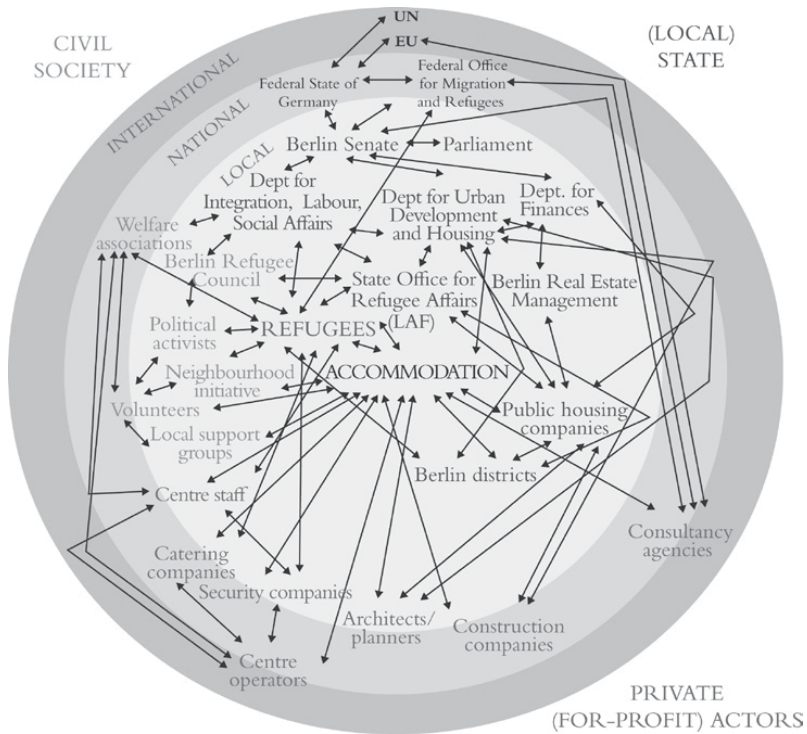 CIVIL
SOCIETY
(LOCAL)
STATE
UN
EU
INTERNATIONAL
NATIONAL
LOCAL
Federal State of
Germany
Federal Office
for Migration
and Refugees
Berlin Senate
Parliament
Dept for
Integration, Labour,
Social Affairs
Dept for Urban
Development
and Housing
Dept. for
Finances
Welfare
associations
Berlin Refugee
Council
State Office for
Refugee Affairs
(LAF)
Berlin Real Estate
Management
Political
activists
REFUGEES
Neighbourhood
initiative
ACCOMMODATION
Volunteers
Local support
groups
Public housing
companies
Berlin districts
Centre staff
Consultancy
agencies
Catering
companies
Security companies
Architects/
planners
Construction
companies
Centre
operators
PRIVATE
(FOR-PROFIT) ACTORS